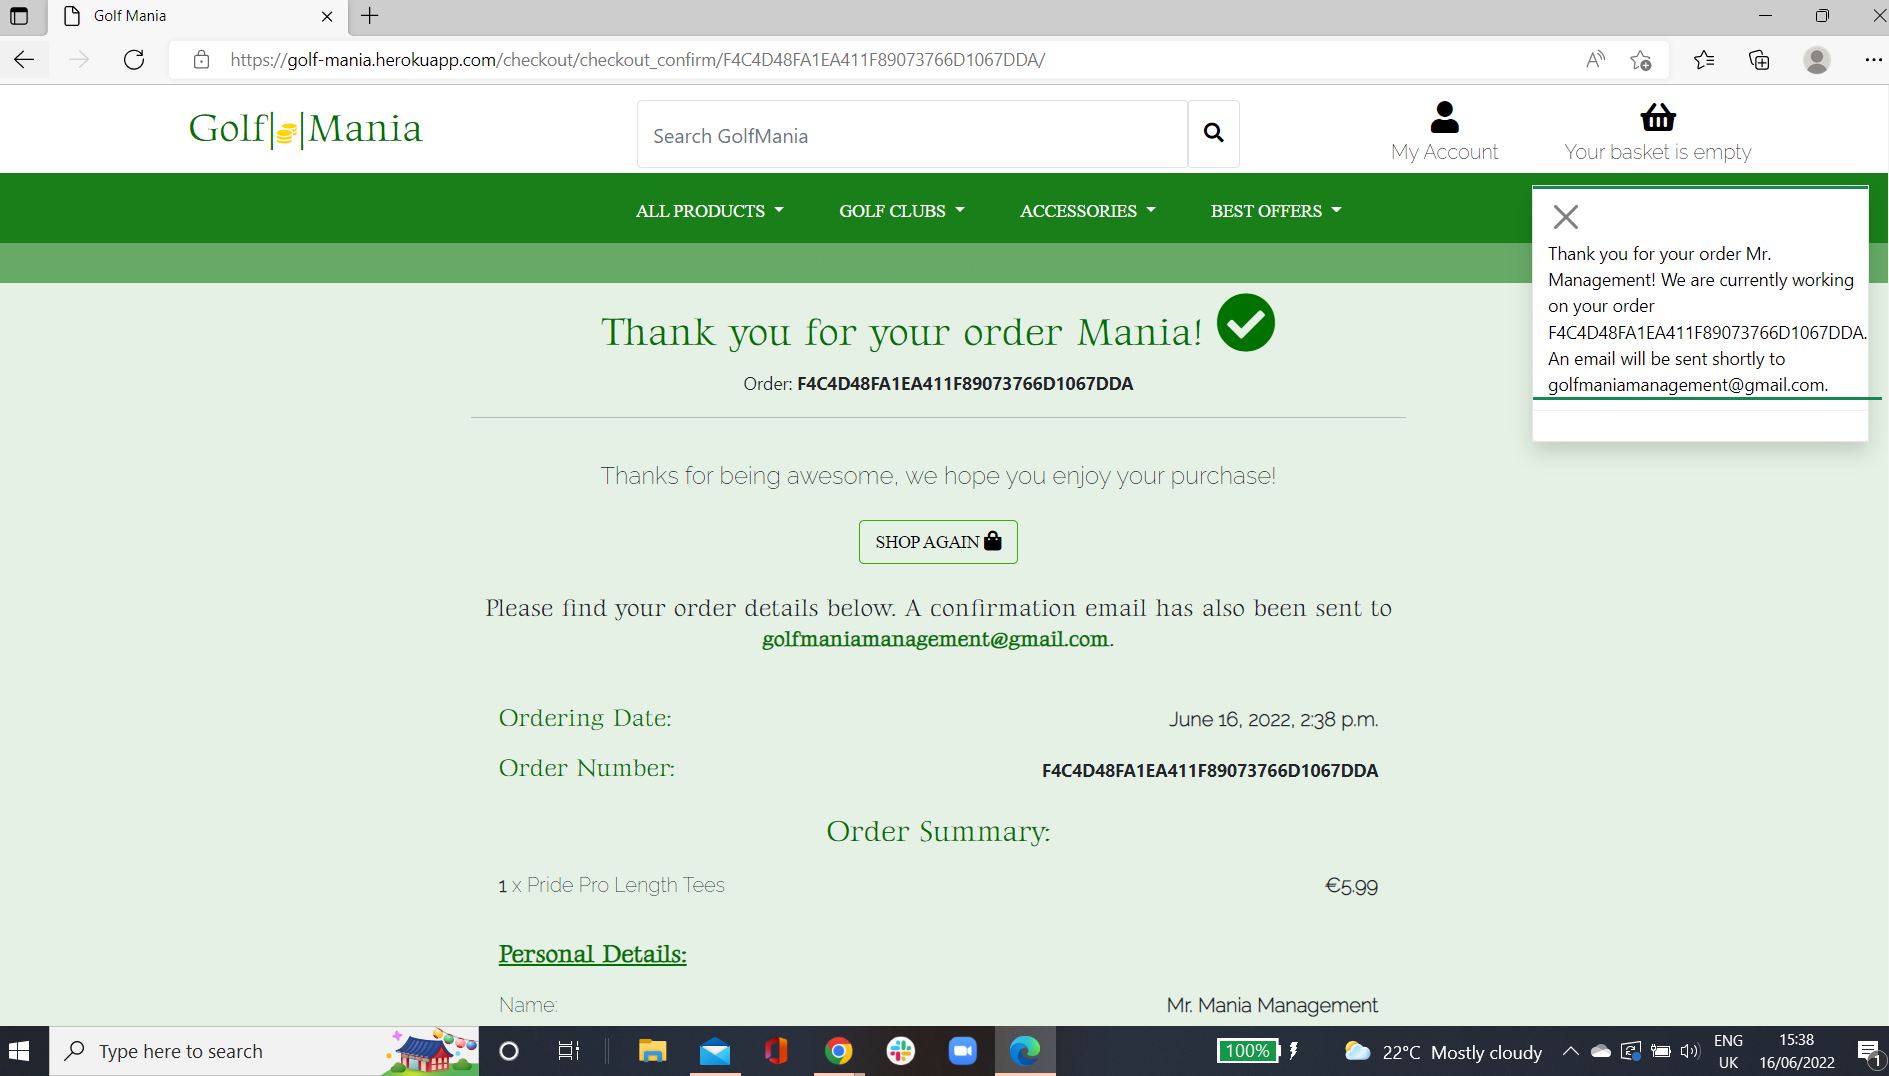 Golf Mania
https://golf-mania.herokuapp.com/checkout/checkout_confirm/F4C4D48FA1EA411F89073766D1067DDA/
Golf Mania
Search GolfMania
My Account
Your basket is empty
ALL PRODUCTS
GOLF CLUBS
ACCESSORIES
BEST OFFERS
Thank you for your order Mr.
Management! We are currently working
on your order
F4C4D48FA1EA411F89073766D1067DDA.
An email will be sent shortly to
golfmaniamanagement@gmail.com.
Thank you for your order Mania!
Order: F4C4D48FA1EA411F89073766D1067DDA
Thanks for being awesome, we hope you enjoy your purchase!
SHOP AGAIN
Please find your order details below. A confirmation email has also been sent to
golfmaniamanagement@gmail.com.
Ordering Date: June 16, 2022, 2:38 p.m.
Order Number: F4C4D48FA1EA411F89073766D1067DDA
Order Summary:
1 x Pride Pro Length Tees €5.99
Personal Details:
Name: Mr. Mania Management
Type here to search
100%
22°C Mostly cloudy
ENG
UK
15:38
16/06/2022
1